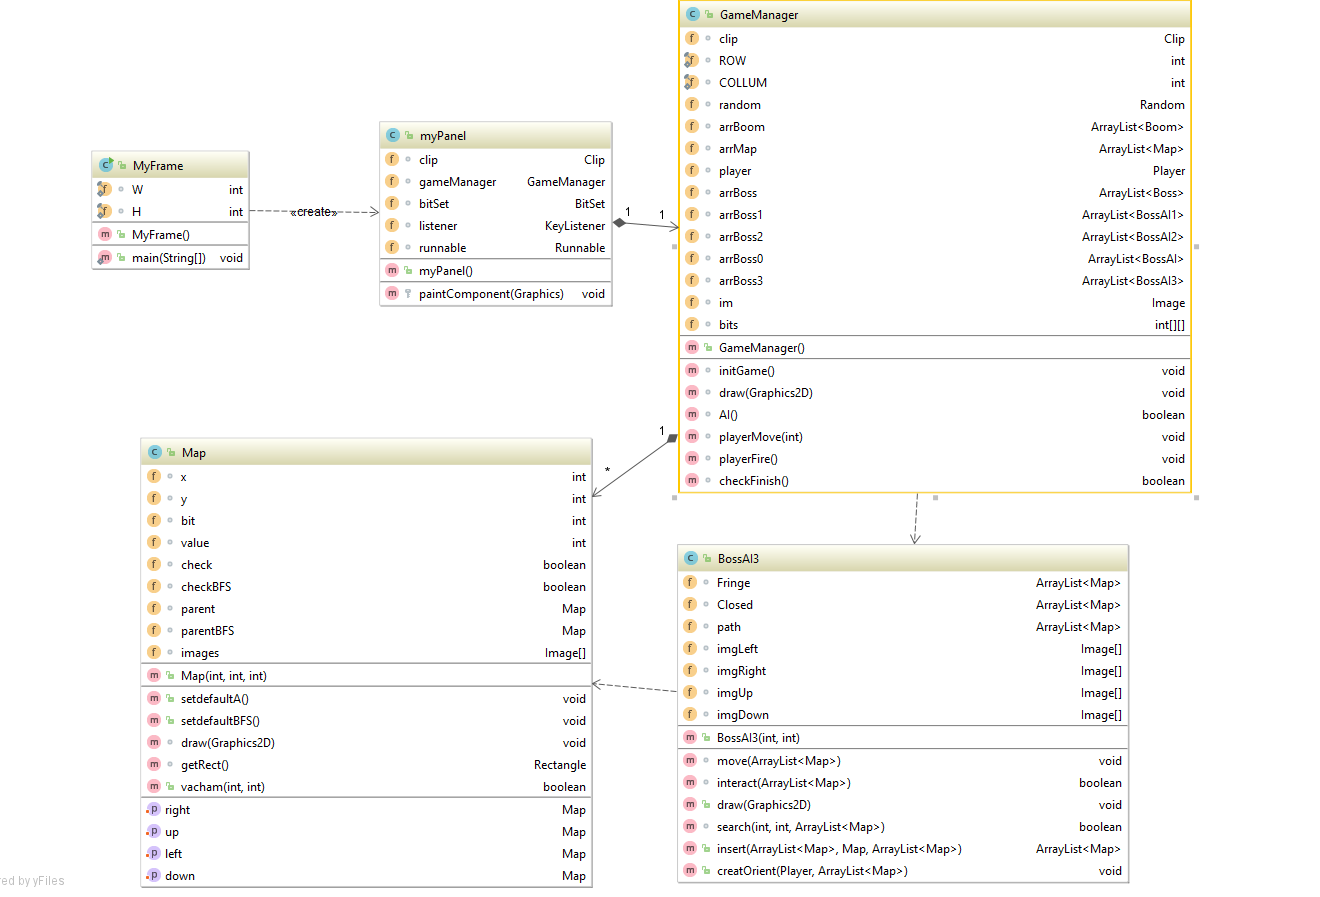 MyFrame
W int
H int
MyFrame()
main(String[]) void
«create»
myPanel
clip Clip
gameManager GameManager
bitSet BitSet
listener KeyListener
runnable Runnable
myPanel()
paintComponent(Graphics) void
1 1
GameManager
clip Clip
ROW int
COLLUM int
random Random
arrBoom ArrayList<Boom>
arrMap ArrayList<Map>
player Player
arrBoss ArrayList<Boss>
arrBoss1 ArrayList<BossAI1>
arrBoss2 ArrayList<BossAI2>
arrBoss0 ArrayList<BossAI>
arrBoss3 ArrayList<BossAI3>
im Image
bits int[][]
GameManager()
initGame() void
draw(Graphics2D) void
AI() boolean
playerMove(int) void
playerFire() void
checkFinish() boolean
1
*
Map
x int
y int
bit int
value int
check boolean
checkBFS boolean
parent Map
parentBFS Map
images Image[]
Map(int, int, int)
setdefaultA() void
setdefaultBFS() void
draw(Graphics2D) void
getRect() Rectangle
vacham(int, int) boolean
right Map
up Map
left Map
down Map
BossAI3
Fringe ArrayList<Map>
Closed ArrayList<Map>
path ArrayList<Map>
imgLeft Image[]
imgRight Image[]
imgUp Image[]
imgDown Image[]
BossAI3(int, int)
move(ArrayList<Map>) void
interact(ArrayList<Map>) boolean
draw(Graphics2D) void
search(int, int, ArrayList<Map>) boolean
insert(ArrayList<Map>, Map, ArrayList<Map>) ArrayList<Map>
creatOrient(Player, ArrayList<Map>) void
red by yFiles